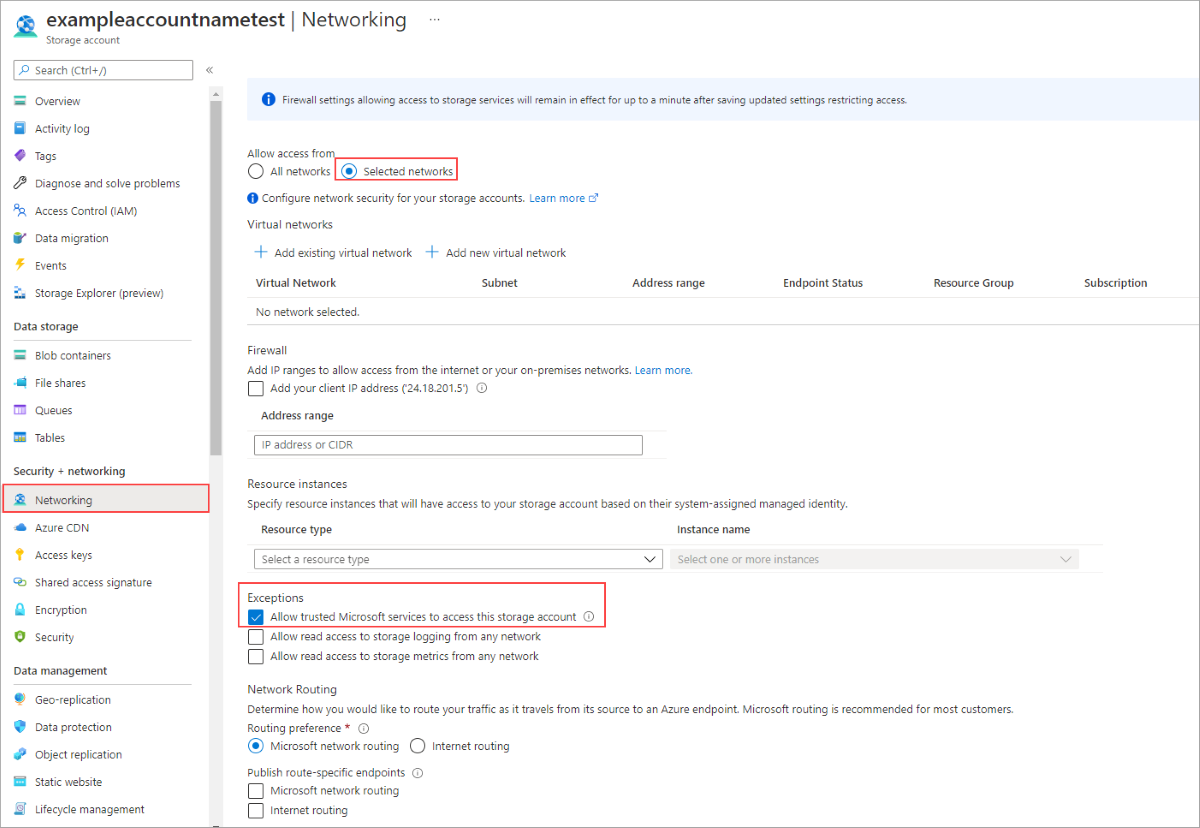 exampleaccountnametest | Networking ...
Storage account
Search (Ctrl+/)
«
Overview
Activity log
Tags
Diagnose and solve problems
Access Control (IAM)
Data migration
Events
Storage Explorer (preview)
Data storage
Blob containers
File shares
Queues
Tables
Security + networking
Networking
Azure CDN
Access keys
Shared access signature
Encryption
Security
Data management
Geo-replication
Data protection
Object replication
Static website
Lifecycle management
Firewall settings allowing access to storage services will remain in effect for up to a minute after saving updated settings restricting access.
Allow access from
All networks Selected networks
Configure network security for your storage accounts. Learn more
Virtual networks
+ Add existing virtual network + Add new virtual network
Virtual Network Subnet Address range Endpoint Status Resource Group Subscription
No network selected.
Firewall
Add IP ranges to allow access from the internet or your on-premises networks. Learn more.
Add your client IP address ('24.18.201.5')
Address range
IP address or CIDR
Resource instances
Specify resource instances that will have access to your storage account based on their system-assigned managed identity.
Resource type Instance name
Select a resource type Select one or more instances
Exceptions
Allow trusted Microsoft services to access this storage account
Allow read access to storage logging from any network
Allow read access to storage metrics from any network
Network Routing
Determine how you would like to route your traffic as it travels from its source to an Azure endpoint. Microsoft routing is recommended for most customers.
Routing preference *
Microsoft network routing Internet routing
Publish route-specific endpoints
Microsoft network routing
Internet routing